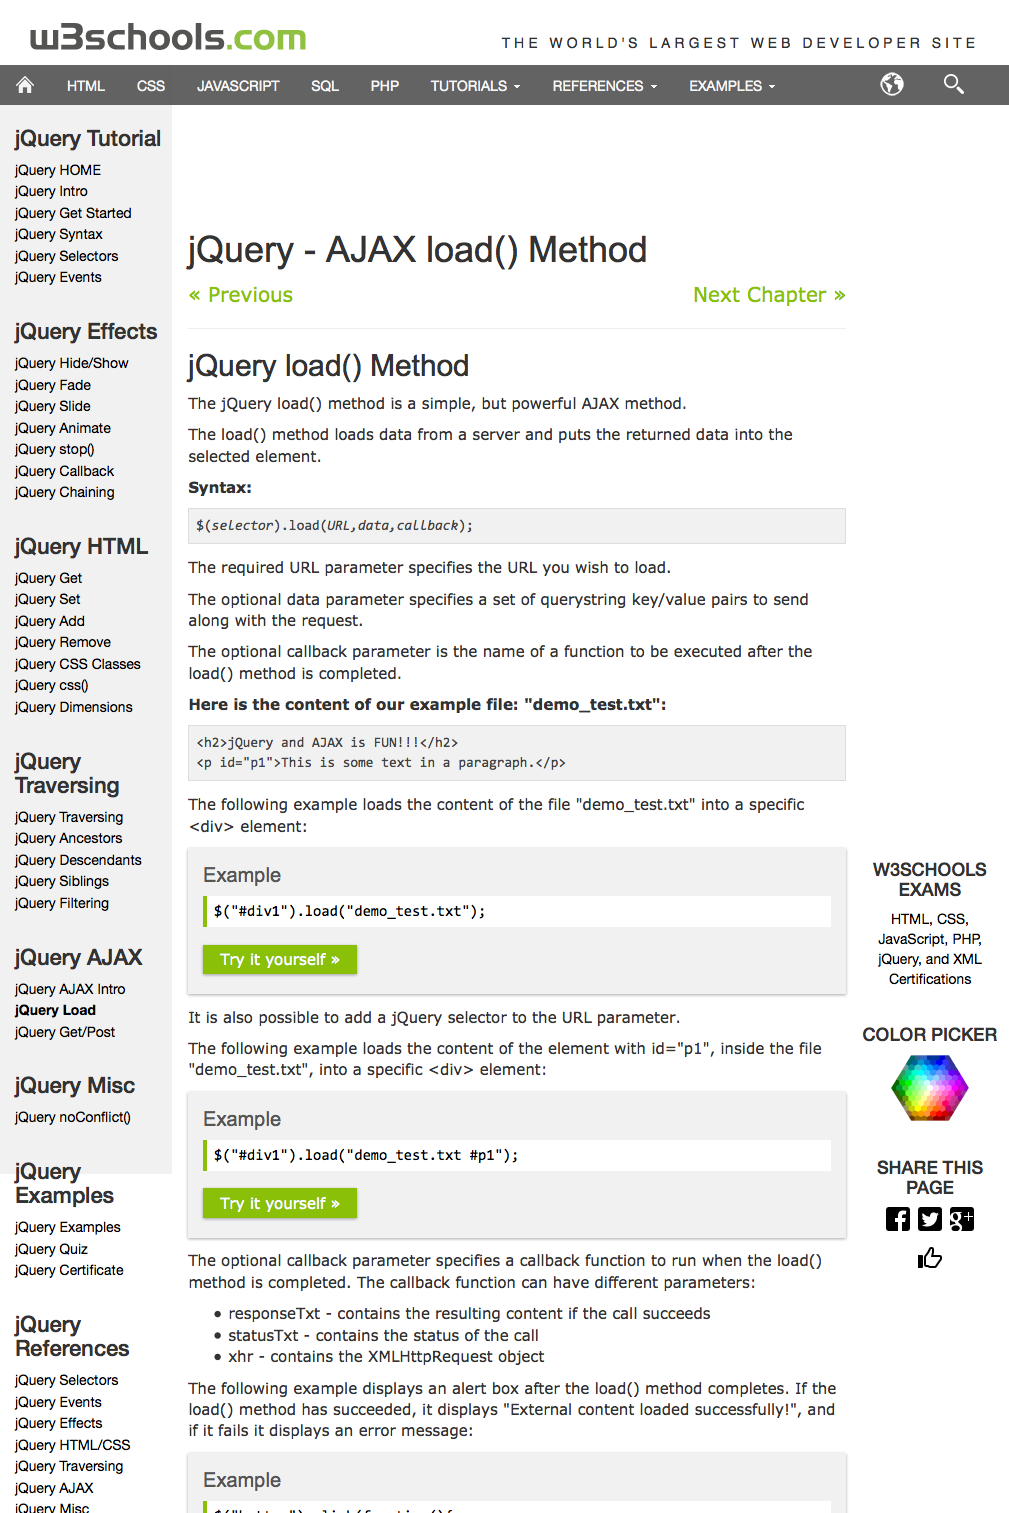 w3schools.com
THE WORLD'S LARGEST WEB DEVELOPER SITE
HTML CSS JAVASCRIPT SQL PHP TUTORIALS REFERENCES EXAMPLES
jQuery Tutorial
jQuery HOME
jQuery Intro
jQuery Get Started
jQuery Syntax
jQuery Selectors
jQuery Events
jQuery Effects
jQuery Hide/Show
jQuery Fade
jQuery Slide
jQuery Animate
jQuery stop()
jQuery Callback
jQuery Chaining
jQuery HTML
jQuery Get
jQuery Set
jQuery Add
jQuery Remove
jQuery CSS Classes
jQuery css()
jQuery Dimensions
jQuery
Traversing
jQuery Traversing
jQuery Ancestors
jQuery Descendants
jQuery Siblings
jQuery Filtering
jQuery AJAX
jQuery AJAX Intro
jQuery Load
jQuery Get/Post
jQuery Misc
jQuery noConflict()
jQuery
Examples
jQuery Examples
jQuery Quiz
jQuery Certificate
jQuery
References
jQuery Selectors
jQuery Events
jQuery Effects
jQuery HTML/CSS
jQuery Traversing
jQuery AJAX
jQuery Misc
jQuery - AJAX load() Method
« Previous
Next Chapter »
jQuery load() Method
The jQuery load() method is a simple, but powerful AJAX method.
The load() method loads data from a server and puts the returned data into the
selected element.
Syntax:
$(selector).load(URL,data,callback);
The required URL parameter specifies the URL you wish to load.
The optional data parameter specifies a set of querystring key/value pairs to send
along with the request.
The optional callback parameter is the name of a function to be executed after the
load() method is completed.
Here is the content of our example file: "demo_test.txt":
<h2>jQuery and AJAX is FUN!!!</h2>
<p id="p1">This is some text in a paragraph.</p>
The following example loads the content of the file "demo_test.txt" into a specific
<div> element:
Example
$("#div1").load("demo_test.txt");
Try it yourself »
It is also possible to add a jQuery selector to the URL parameter.
The following example loads the content of the element with id="p1", inside the file
"demo_test.txt", into a specific <div> element:
Example
$("#div1").load("demo_test.txt #p1");
Try it yourself »
The optional callback parameter specifies a callback function to run when the load()
method is completed. The callback function can have different parameters:
• responseTxt - contains the resulting content if the call succeeds
• statusTxt - contains the status of the call
• xhr - contains the XMLHttpRequest object
The following example displays an alert box after the load() method completes. If the
load() method has succeeded, it displays "External content loaded successfully!", and
if it fails it displays an error message:
Example
W3SCHOOLS
EXAMS
HTML, CSS,
JavaScript, PHP,
jQuery, and XML
Certifications
COLOR PICKER
SHARE THIS
PAGE